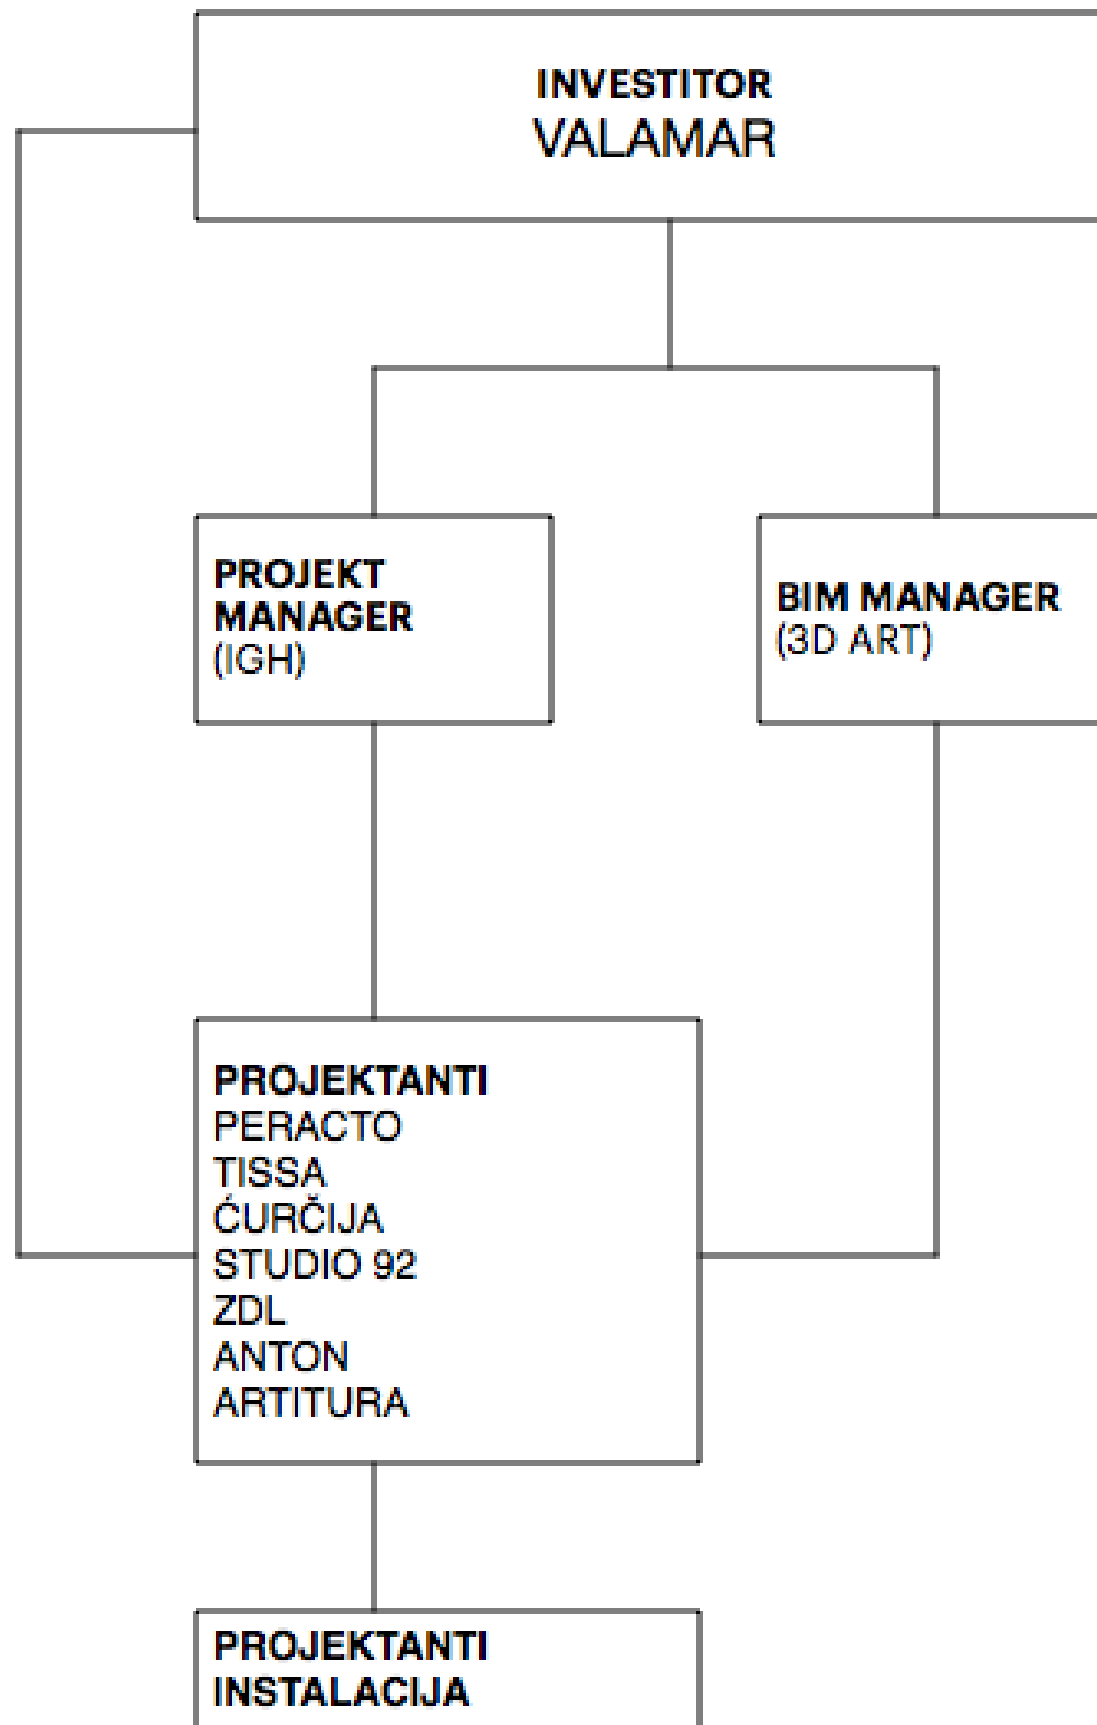 INVESTITOR
VALAMAR
PROJEKT
MANAGER
(IGH)
BIM MANAGER
(3D ART)
PROJEKTANTI
PERACTO
TISSA
ĆURČIJA
STUDIO 92
ZDL
ANTON
ARTITURA
PROJEKTANTI
INSTALACIJA